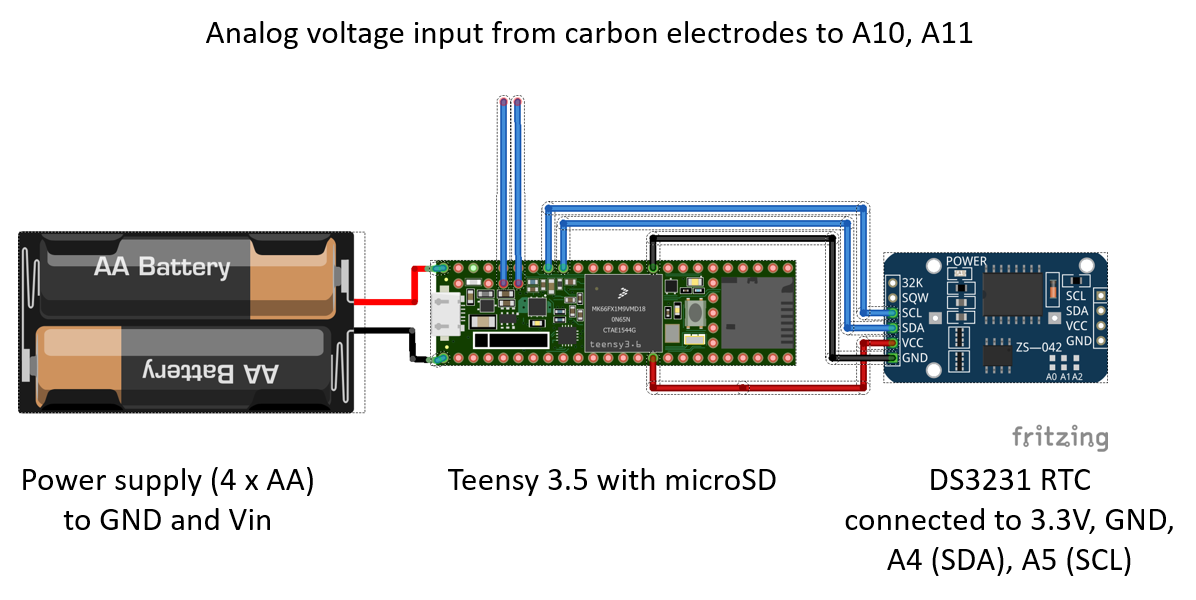 Analog voltage input from carbon electrodes to A10, A11
AA Battery
AA Battery
MK66FX1M9VMD18
0N65N
CTAE1544G
teensy3.6
POWER
32K
SQW
SCL
SDA
VCC
GND
SCL
SDA
VCC
GND
ZS—042
A0 A1 A2
fritzing
Power supply (4 x AA)
to GND and Vin
Teensy 3.5 with microSD
DS3231 RTC
connected to 3.3V, GND,
A4 (SDA), A5 (SCL)